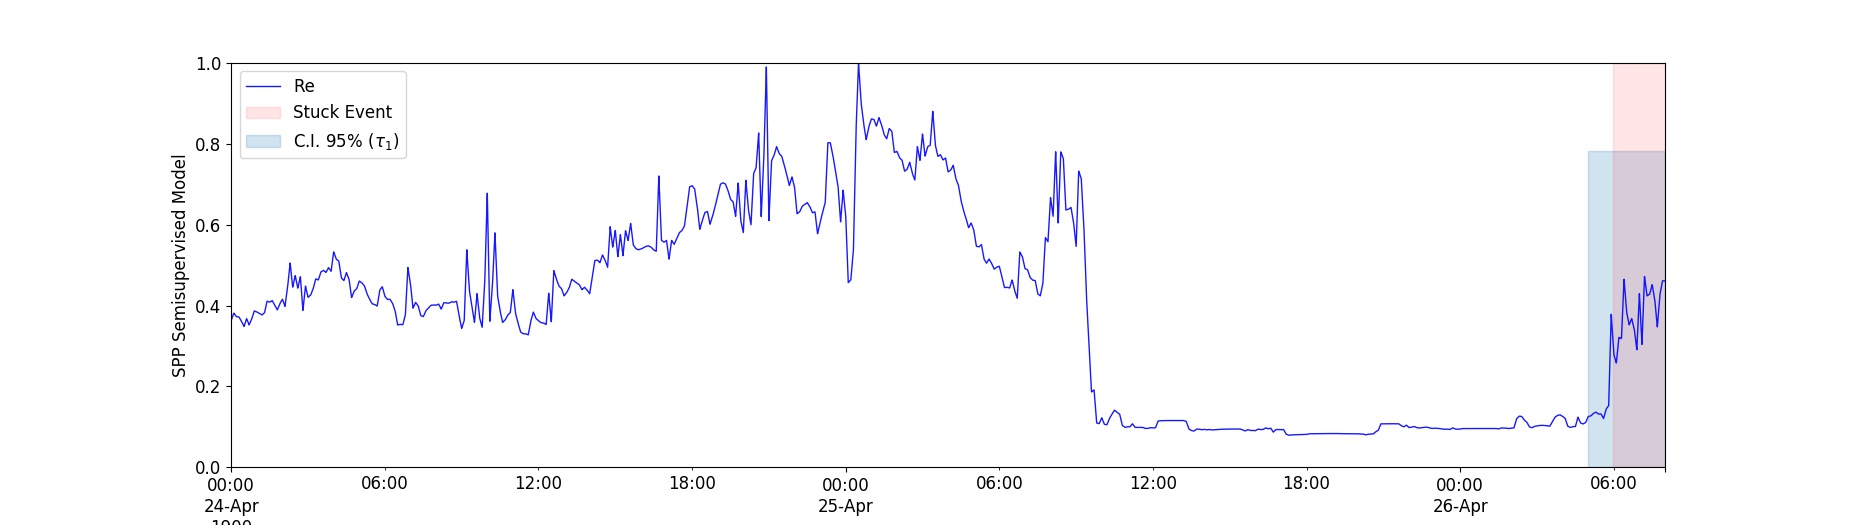 1.0
0.8
0.6
0.4
0.2
0.0
SPP Semisupervised Model
Re
Stuck Event
C.I. 95% (τ₁)
00:00 06:00 12:00 18:00 00:00 06:00 12:00 18:00 00:00 06:00
24-Apr 25-Apr 26-Apr
1900